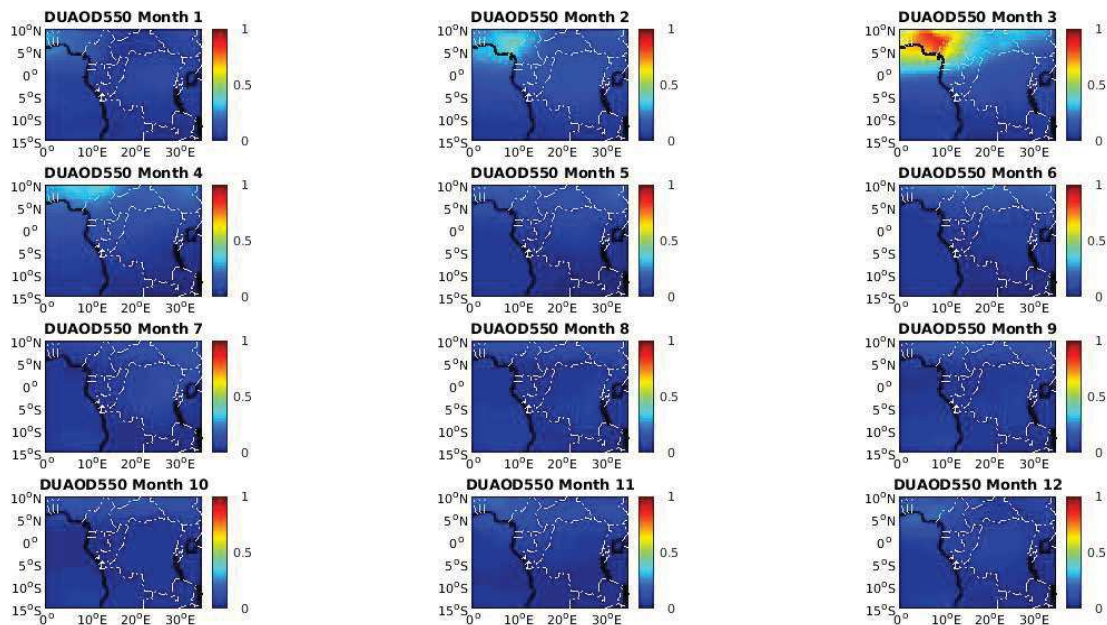 DUAOD550 Month 1
10°N
5°N
0°
5°S
10°S
15°S
0° 10°E 20°E 30°E
1
0.5
0
DUAOD550 Month 2
10°N
5°N
0°
5°S
10°S
15°S
0° 10°E 20°E 30°E
1
0.5
0
DUAOD550 Month 3
10°N
5°N
0°
5°S
10°S
15°S
0° 10°E 20°E 30°E
1
0.5
0
DUAOD550 Month 4
10°N
5°N
0°
5°S
10°S
15°S
0° 10°E 20°E 30°E
1
0.5
0
DUAOD550 Month 5
10°N
5°N
0°
5°S
10°S
15°S
0° 10°E 20°E 30°E
1
0.5
0
DUAOD550 Month 6
10°N
5°N
0°
5°S
10°S
15°S
0° 10°E 20°E 30°E
1
0.5
0
DUAOD550 Month 7
10°N
5°N
0°
5°S
10°S
15°S
0° 10°E 20°E 30°E
1
0.5
0
DUAOD550 Month 8
10°N
5°N
0°
5°S
10°S
15°S
0° 10°E 20°E 30°E
1
0.5
0
DUAOD550 Month 9
10°N
5°N
0°
5°S
10°S
15°S
0° 10°E 20°E 30°E
1
0.5
0
DUAOD550 Month 10
10°N
5°N
0°
5°S
10°S
15°S
0° 10°E 20°E 30°E
1
0.5
0
DUAOD550 Month 11
10°N
5°N
0°
5°S
10°S
15°S
0° 10°E 20°E 30°E
1
0.5
0
DUAOD550 Month 12
10°N
5°N
0°
5°S
10°S
15°S
0° 10°E 20°E 30°E
1
0.5
0